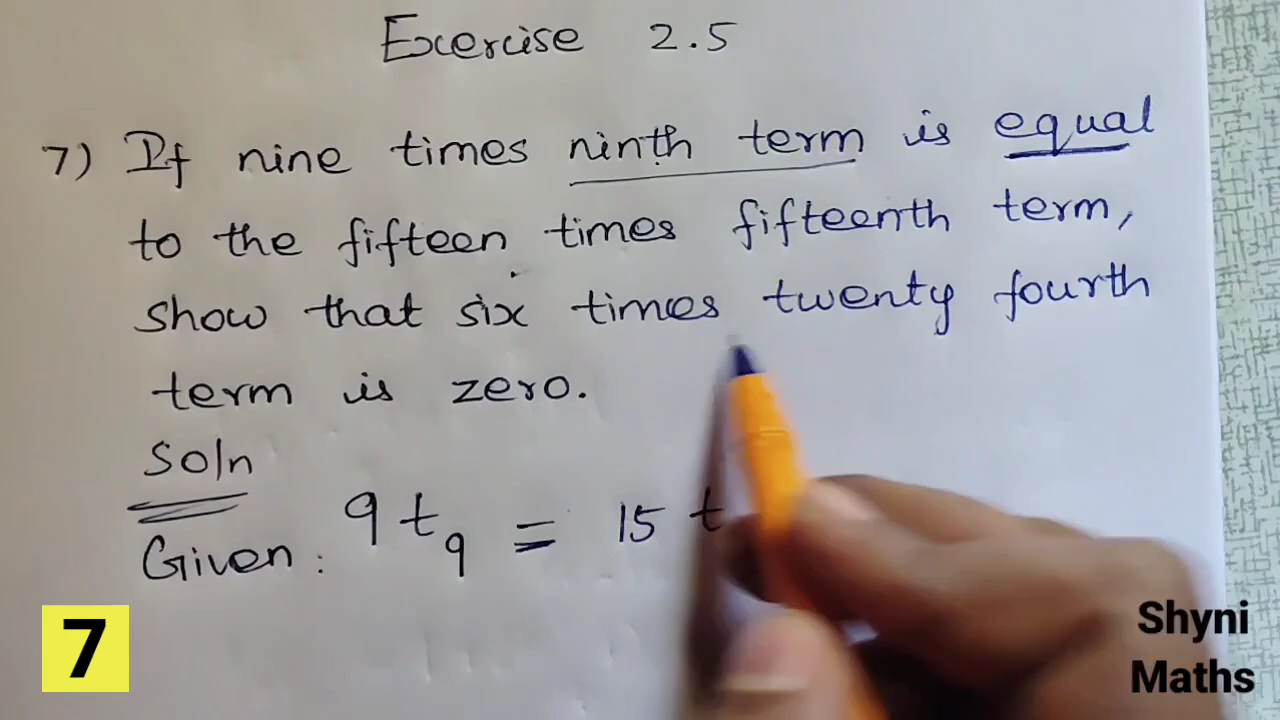 Exercise 2.5
7) If nine times ninth term is equal
to the fifteen times fifteenth term,
show that six times twenty fourth
term is zero.
Soln
Given: 9 t9 = 15 t
7
Shyni
Maths